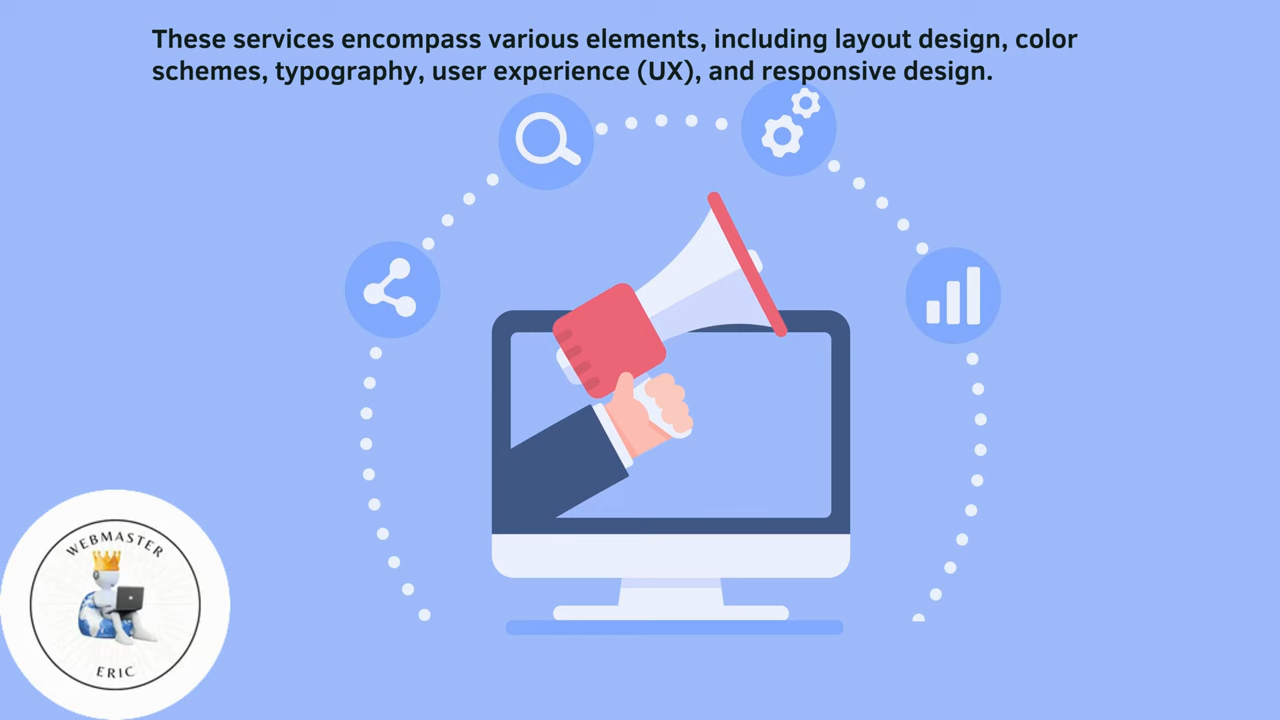 These services encompass various elements, including layout design, color
schemes, typography, user experience (UX), and responsive design.
WEBMASTER
ERIC